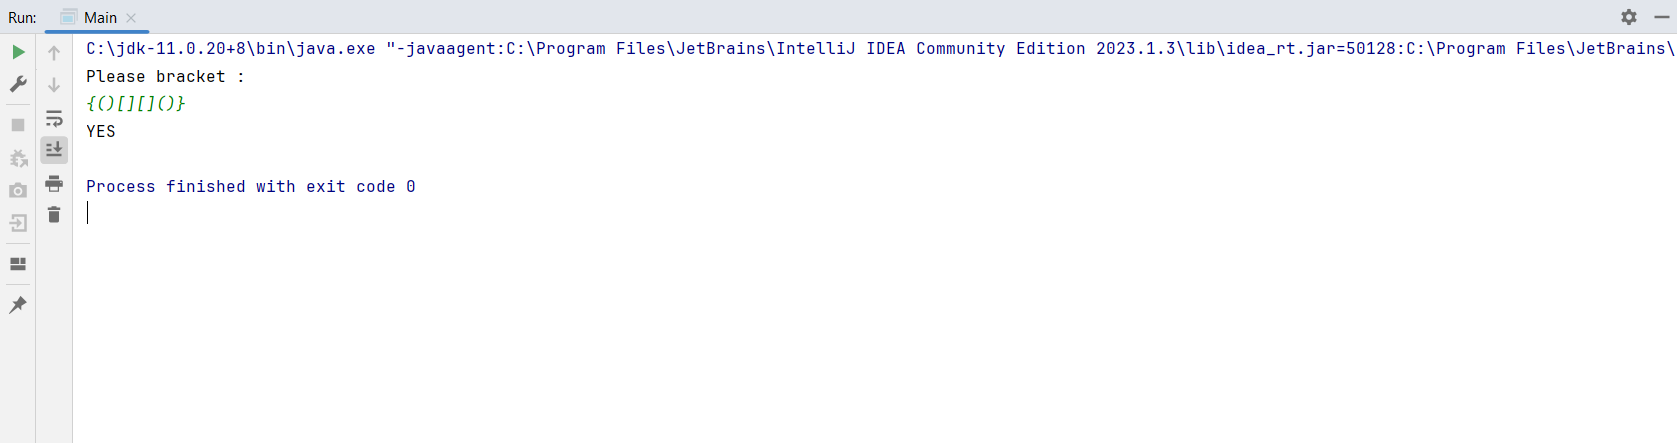 Run: Main
C:\jdk-11.0.20+8\bin\java.exe "-javaagent:C:\Program Files\JetBrains\IntelliJ IDEA Community Edition 2023.1.3\lib\idea_rt.jar=50128:C:\Program Files\JetBrains\
Please bracket :
{()[][]()}
YES
Process finished with exit code 0